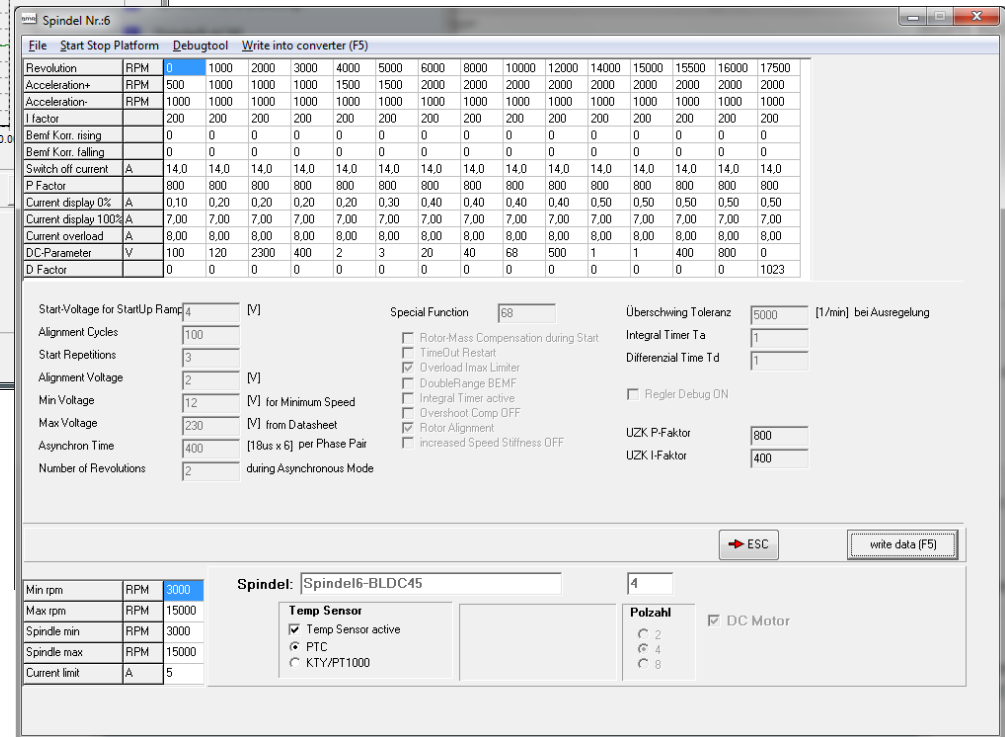 Spindel Nr.:6
File Start Stop Platform Debugtool Write into converter (F5)
Revolution RPM 0 1000 2000 3000 4000 5000 6000 8000 10000 12000 14000 15000 15500 16000 17500
Acceleration+ RPM 500 1000 1000 1000 1500 1500 2000 2000 2000 2000 2000 2000 2000 2000 2000
Acceleration- RPM 1000 1000 1000 1000 1000 1000 1000 1000 1000 1000 1000 1000 1000 1000 1000
I factor 200 200 200 200 200 200 200 200 200 200 200 200 200 200 200
Bemf Korr. rising 0 0 0 0 0 0 0 0 0 0 0 0 0 0 0
Bemf Korr. falling 0 0 0 0 0 0 0 0 0 0 0 0 0 0 0
Switch off current A 14,0 14,0 14,0 14,0 14,0 14,0 14,0 14,0 14,0 14,0 14,0 14,0 14,0 14,0 14,0
P Factor 800 800 800 800 800 800 800 800 800 800 800 800 800 800 800
Current display 0% A 0,10 0,20 0,20 0,20 0,30 0,40 0,40 0,40 0,40 0,50 0,50 0,50 0,50 0,50 0,50
Current display 100% A 7,00 7,00 7,00 7,00 7,00 7,00 7,00 7,00 7,00 7,00 7,00 7,00 7,00 7,00 7,00
Current overload A 8,00 8,00 8,00 8,00 8,00 8,00 8,00 8,00 8,00 8,00 8,00 8,00 8,00 8,00 8,00
DC-Parameter V 100 120 2300 400 2 3 20 40 68 500 1 1 400 800 0
D Factor 0 0 0 0 0 0 0 0 0 0 0 0 0 0 1023
Start-Voltage for StartUp Ramp 4 [V]
Alignment Cycles 100
Start Repetitions 3
Alignment Voltage 2 [V]
Min Voltage 12 [V] for Minimum Speed
Max Voltage 230 [V] from Datasheet
Asynchron Time 400 [18us x 6] per Phase Pair
Number of Revolutions 2 during Asynchronous Mode
Special Function 68
Rotor-Mass Compensation during Start
TimeOut Restart
Overload Imax Limiter
DoubleRange BEMF
Integral Timer active
Overshoot Comp OFF
Rotor Alignment
increased Speed Stiffness OFF
Überschwing Toleranz 5000 [1/min] bei Ausregelung
Integral Timer Ta 1
Differenzial Time Td 1
Regler Debug ON
UZK P-Faktor 800
UZK I-Faktor 400
ESC
write data (F5)
Min rpm RPM 3000
Max rpm RPM 15000
Spindle min RPM 3000
Spindle max RPM 15000
Current limit A 5
Spindel: Spindel6-BLDC45 4
Temp Sensor
Temp Sensor active
PTC
KTY/PT1000
Polzahl
2
4
8
DC Motor